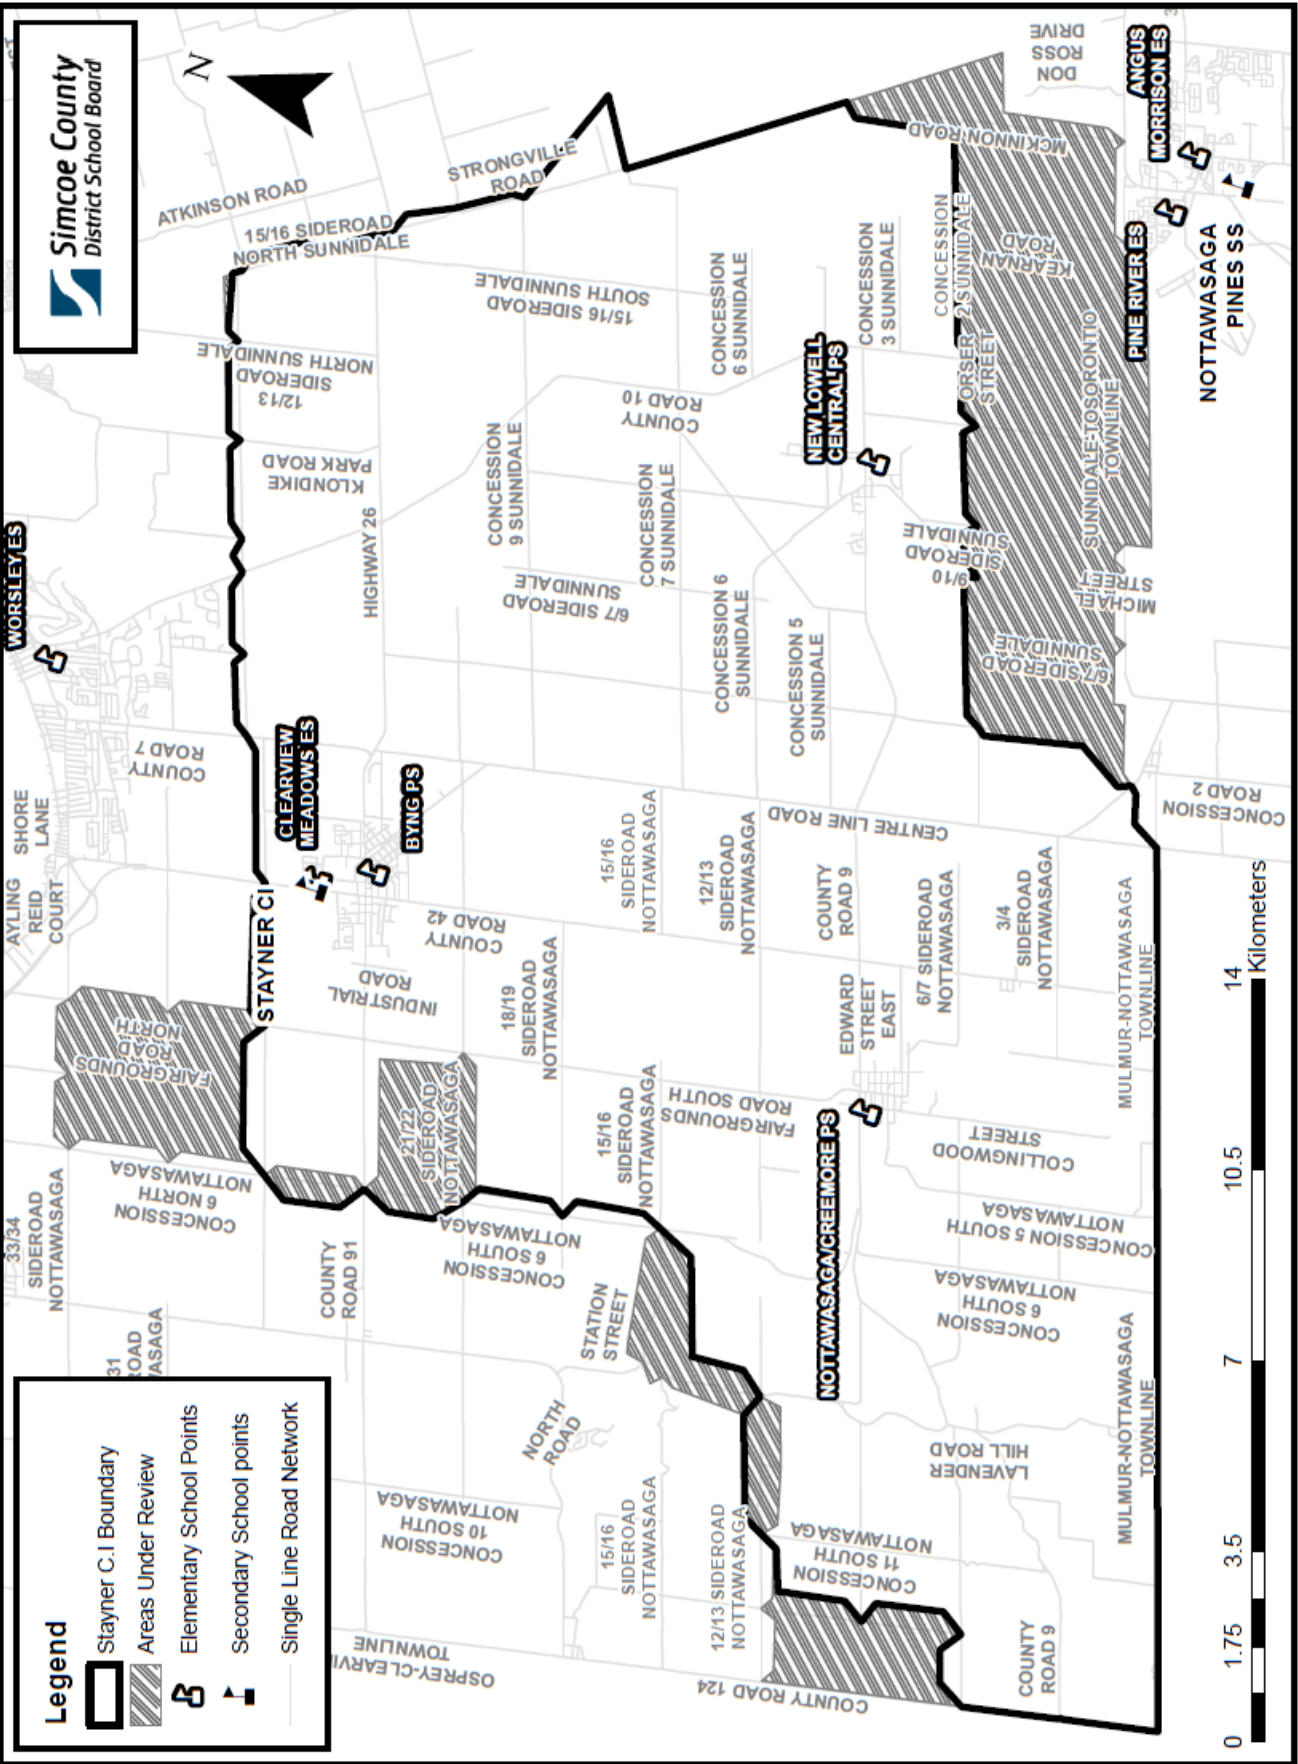 Legend
Stayner C.I Boundary
Areas Under Review
Elementary School Points
Secondary School points
Single Line Road Network
33/34
SIDEROAD
NOTTAWASAGA
31
ROAD
WASAGA
AYLING
REID
COURT
SHORE
LANE
WORSLEY ES
Simcoe County
District School Board
N
FAIRGROUNDS
ROAD
NORTH
CONCESSION
6 NORTH
NOTTAWASAGA
COUNTY
ROAD 7
ATKINSON ROAD
STAYNER CI
CLEARVIEW
MEADOWS ES
BYNG PS
12/13
SIDEROAD
NORTH SUNNIDALE
15/16 SIDEROAD
NORTH SUNNIDALE
KLONDIKE
PARK ROAD
HIGHWAY 26
COUNTY
ROAD 91
INDUSTRIAL
ROAD
COUNTY
ROAD 42
21/22
SIDEROAD
NOTTAWASAGA
OSPREY-CLEARVI
TOWNLINE
CONCESSION
10 SOUTH
NOTTAWASAGA
CONCESSION
6 SOUTH
NOTTAWASAGA
18/19
SIDEROAD
NOTTAWASAGA
6/7 SIDEROAD
SUNNIDALE
CONCESSION
9 SUNNIDALE
15/16 SIDEROAD
SOUTH SUNNIDALE
STRONGVILLE
ROAD
NORTH
ROAD
STATION
STREET
15/16
SIDEROAD
NOTTAWASAGA
15/16
SIDEROAD
NOTTAWASAGA
15/16
SIDEROAD
NOTTAWASAGA
CONCESSION
7 SUNNIDALE
COUNTY
ROAD 10
FAIRGROUNDS
ROAD SOUTH
12/13 SIDEROAD
NOTTAWASAGA
12/13
SIDEROAD
NOTTAWASAGA
CONCESSION 6
SUNNIDALE
CONCESSION
6 SUNNIDALE
COUNTY ROAD 124
CONCESSION
11 SOUTH
NOTTAWASAGA
NOTTAWASAGA/CREEMORE PS
EDWARD
STREET
EAST
COUNTY
ROAD 9
CENTRE LINE ROAD
CONCESSION 5
SUNNIDALE
NEW LOWELL
CENTRAL PS
CONCESSION
3 SUNNIDALE
LAVENDER
HILL ROAD
CONCESSION
6 SOUTH
NOTTAWASAGA
CONCESSION 5 SOUTH
NOTTAWASAGA
COLLINGWOOD
STREET
6/7 SIDEROAD
NOTTAWASAGA
9/10
SIDEROAD
SUNNIDALE
ORSER
STREET
CONCESSION
2 SUNNIDALE
MCKINNON ROAD
DON
ROSS
DRIVE
COUNTY
ROAD 9
3/4
SIDEROAD
NOTTAWASAGA
6/7 SIDEROAD
SUNNIDALE
KEARNAN
ROAD
MICHAEL
STREET
SUNNIDALE-TOSORONTIO
TOWNLINE
MULMUR-NOTTAWASAGA
TOWNLINE
MULMUR-NOTTAWASAGA
TOWNLINE
CONCESSION
ROAD 2
PINE RIVER ES
ANGUS
MORRISON ES
NOTTAWASAGA
PINES SS
0 1.75 3.5 7 10.5 14
Kilometers